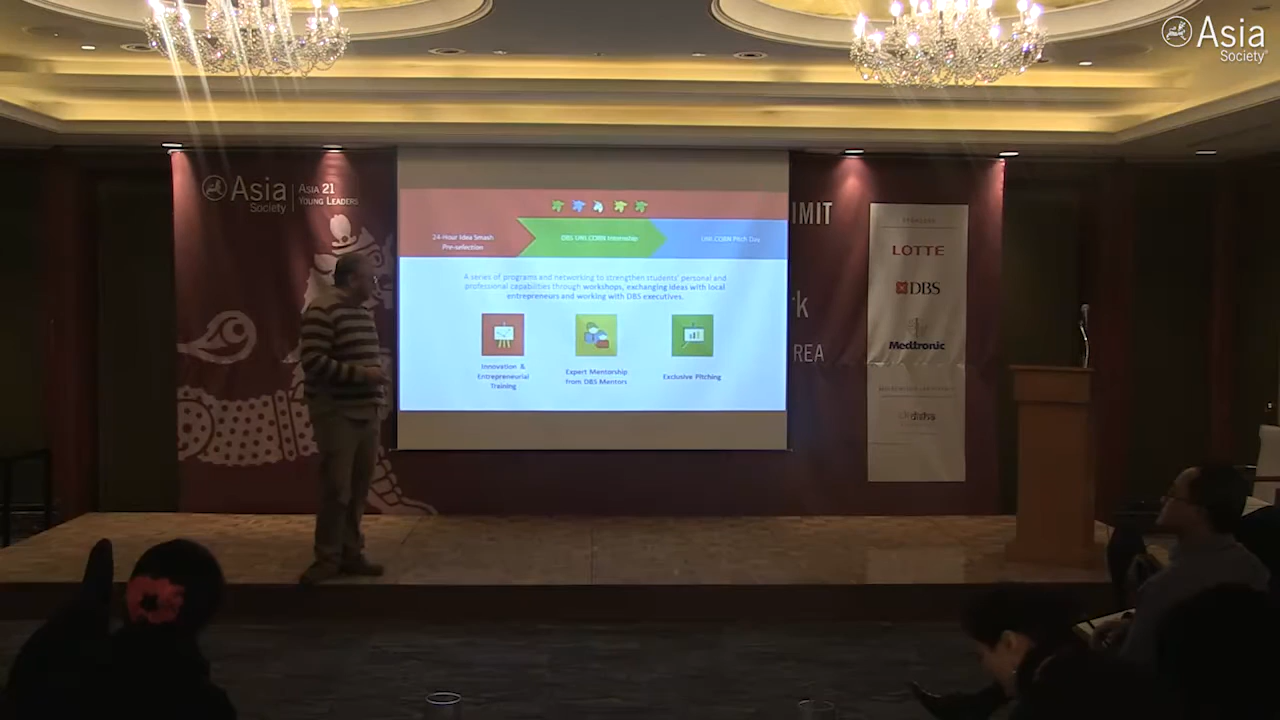 Asia
Society
Asia
Society
ASIA 21
YOUNG LEADERS
24-Hour Idea Smash
Pre-selection
DBS UNI.CORN Internship
UNI.CORN Pitch Day
A series of programs and networking to strengthen students' personal and
professional capabilities through workshops, exchanging ideas with local
entrepreneurs and working with DBS executives.
Innovation &
Entrepreneurial
Training
Expert Mentorship
from DBS Mentors
Exclusive Pitching
MIT
rk
REA
LOTTE
DBS
Medtronic